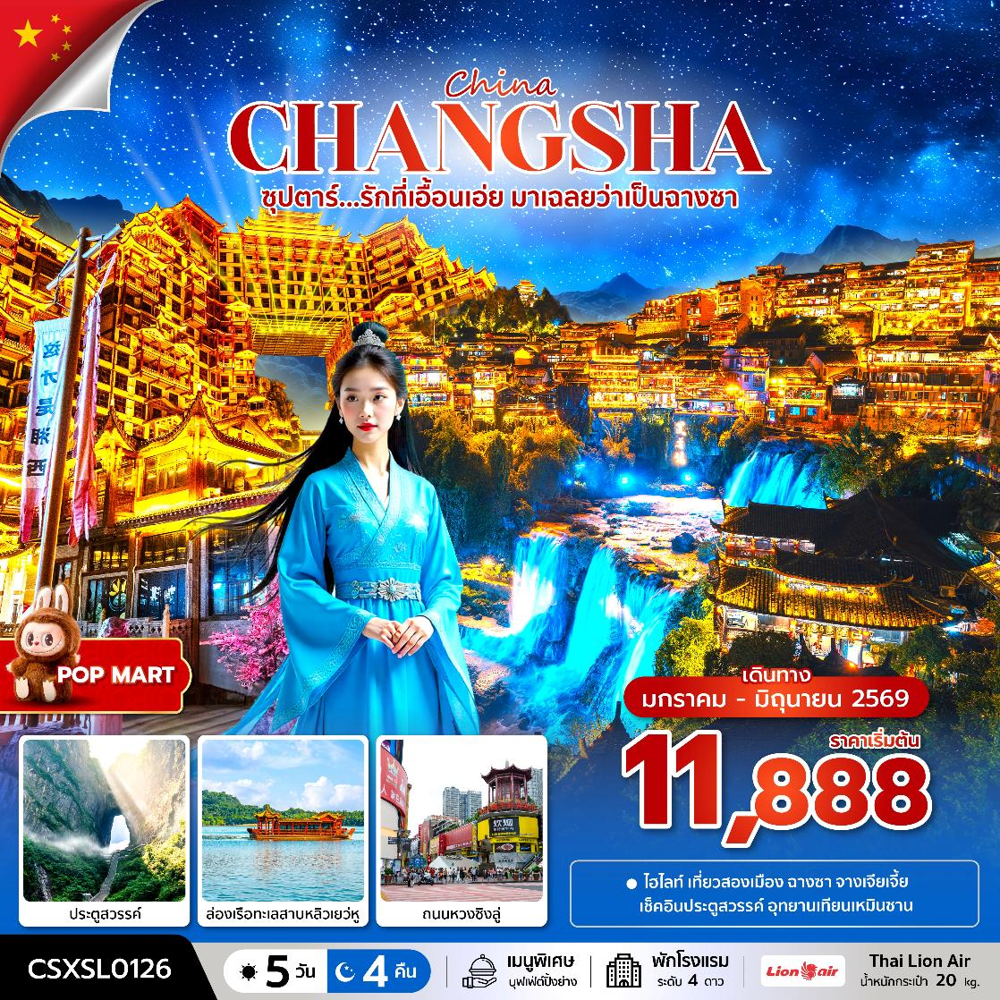 China
CHANGSHA
ซุปตาร์...รักที่เอื้อนเอ่ย มาเฉลยว่าเป็นฉางซา
这才是湘西
POP MART
เดินทาง
มกราคม - มิถุนายน 2569
ราคาเริ่มต้น
11,888
ประตูสวรรค์
ล่องเรือทะเลสาบหลิวเยว่หู
ถนนหวงซิงลู่
• ไฮไลท์ เที่ยวสองเมือง ฉางซา จางเจียเจี้ย
เช็คอินประตูสวรรค์ อุทยานเทียนเหมินซาน
CSXSL0126
5 วัน 4 คืน
เมนูพิเศษ
บุฟเฟ่ต์ปิ้งย่าง
พักโรงแรม
ระดับ 4 ดาว
Lion air
Thai Lion Air
น้ำหนักกระเป๋า 20 kg.